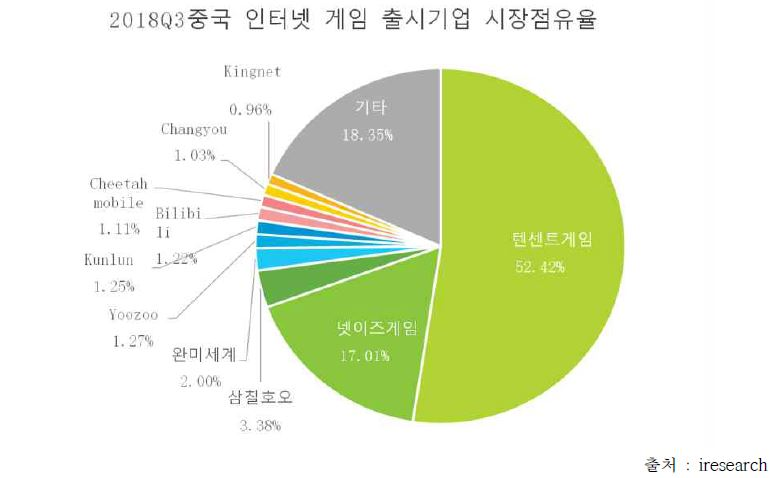 2018Q3중국 인터넷 게임 출시기업 시장점유율
Kingnet
0.96%
Changyou
1.03%
Cheetah
mobile
1.11%
Bilibi
li
1.22%
Kunlun
1.25%
Yoozoo
1.27%
완미세계
2.00%
삼칠호오
3.38%
기타
18.35%
텐센트게임
52.42%
넷이즈게임
17.01%
출처 : iresearch